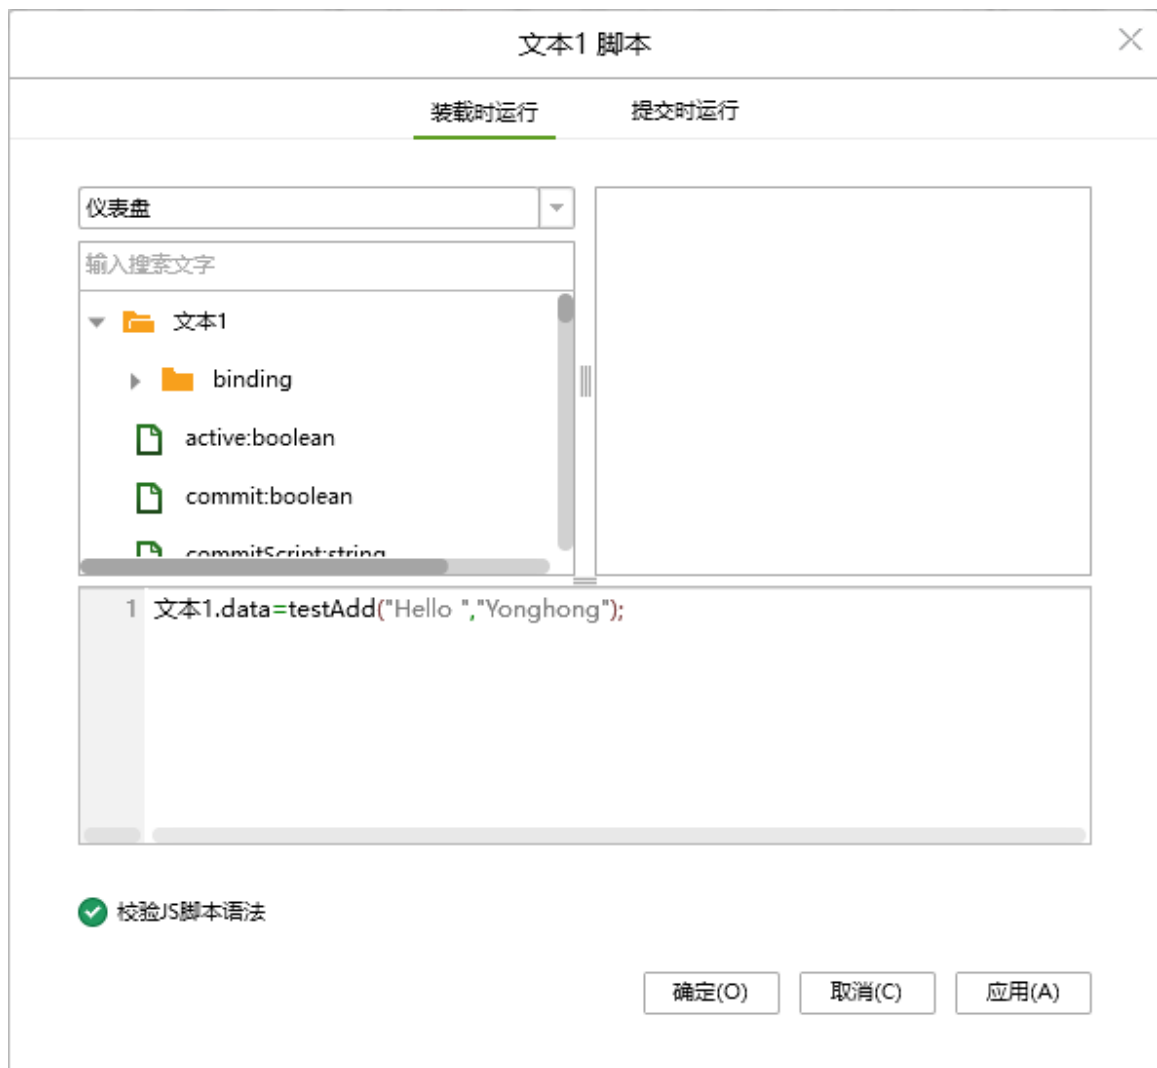 文本1 脚本
装载时运行
提交时运行
仪表盘
输入搜索文字
文本1
binding
active:boolean
commit:boolean
commitScript:string
1 文本1.data=testAdd("Hello ","Yonghong");
校验JS脚本语法
确定(O)
取消(C)
应用(A)